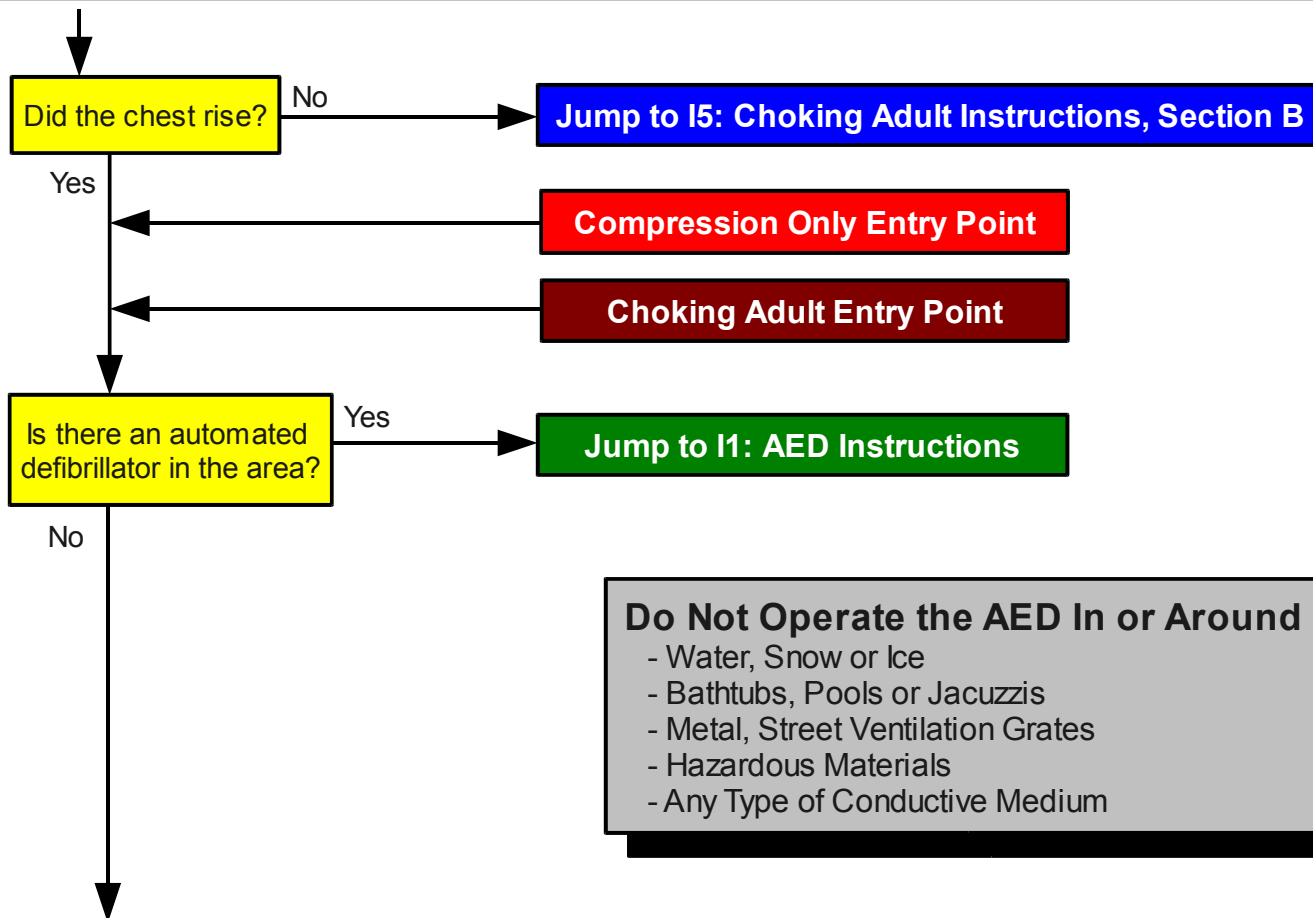 Did the chest rise?
No
Jump to I5: Choking Adult Instructions, Section B
Yes
Compression Only Entry Point
Choking Adult Entry Point
Is there an automated
defibrillator in the area?
Yes
Jump to I1: AED Instructions
No
Do Not Operate the AED In or Around
- Water, Snow or Ice
- Bathtubs, Pools or Jacuzzis
- Metal, Street Ventilation Grates
- Hazardous Materials
- Any Type of Conductive Medium